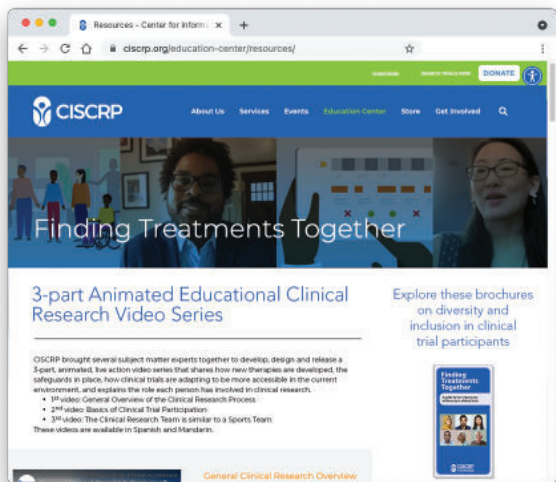 Resources - Center for Inform
ciscrp.org/education-center/resources/
DONATE
CISCRP
About Us Services Events Education Center Store Get Involved
Finding Treatments Together
3-part Animated Educational Clinical
Research Video Series
CISCRP brought several subject matter experts together to develop, design and release a
3-part, animated, live action video series that shares how new therapies are developed, the
safeguards in place, how clinical trials are adapting to be more accessible in the current
environment, and explains the role each person has involved in clinical research.
• 1st video: General Overview of the Clinical Research Process
• 2nd video: Basics of Clinical Trial Participation
• 3rd video: The Clinical Research Team is similar to a Sports Team
These videos are available in Spanish and Mandarin.
Explore these brochures
on diversity and
inclusion in clinical
trial participants
Finding
Treatments
Together
CISCRP
General Clinical Research Overview